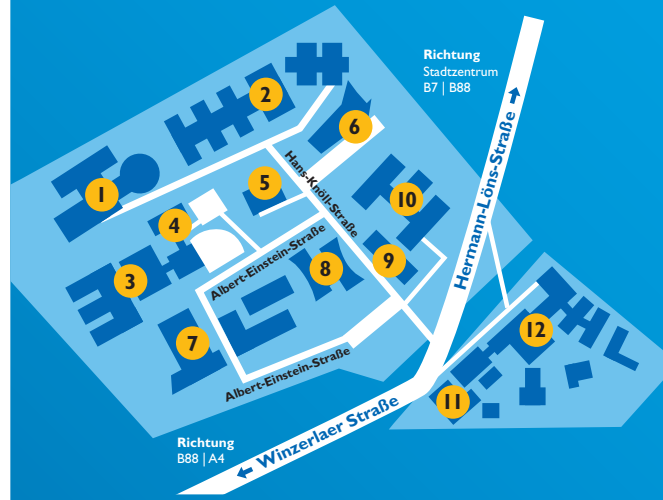 Richtung
Stadtzentrum
B7 | B88
2
6
Hermann-Löns-Straße
1
5
Hans-Knöll-Straße
10
4
Albert-Einstein-Straße
8
9
3
7
12
Albert-Einstein-Straße
11
Winzerlaer Straße
Richtung
B88 | A4